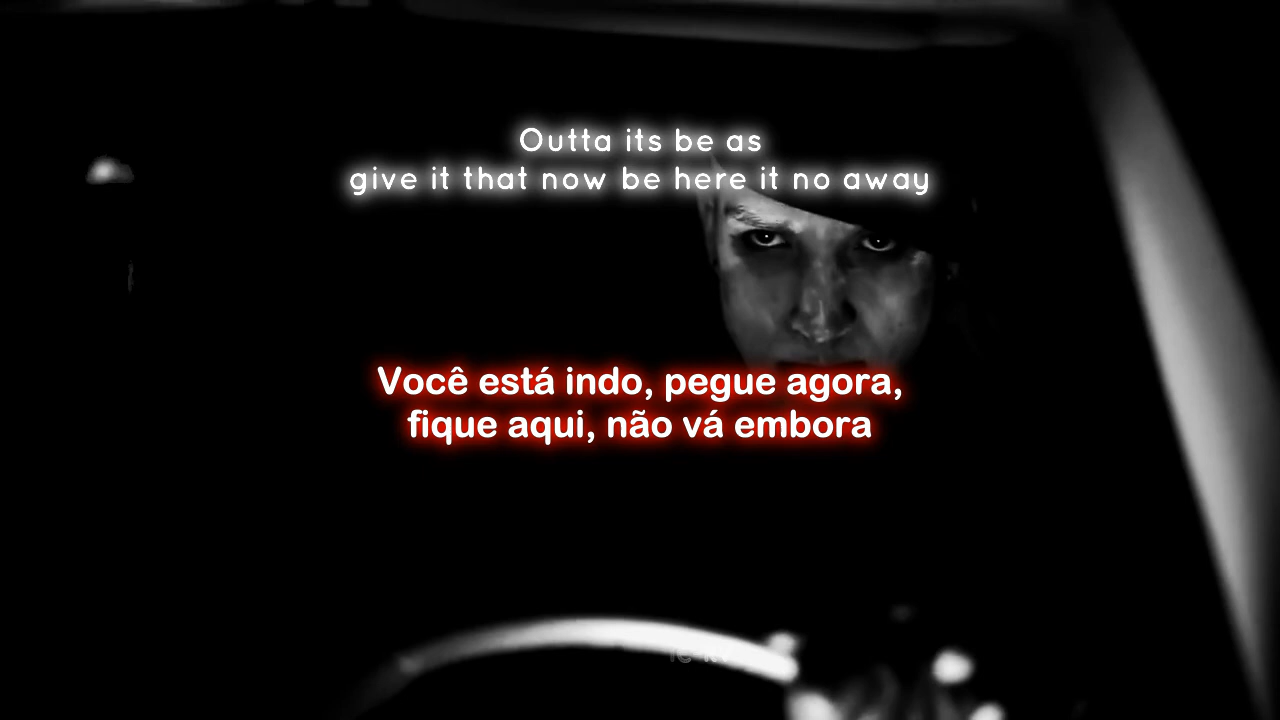 Outta its be as
give it that now be here it no away
Você está indo, pegue agora,
fique aqui, não vá embora